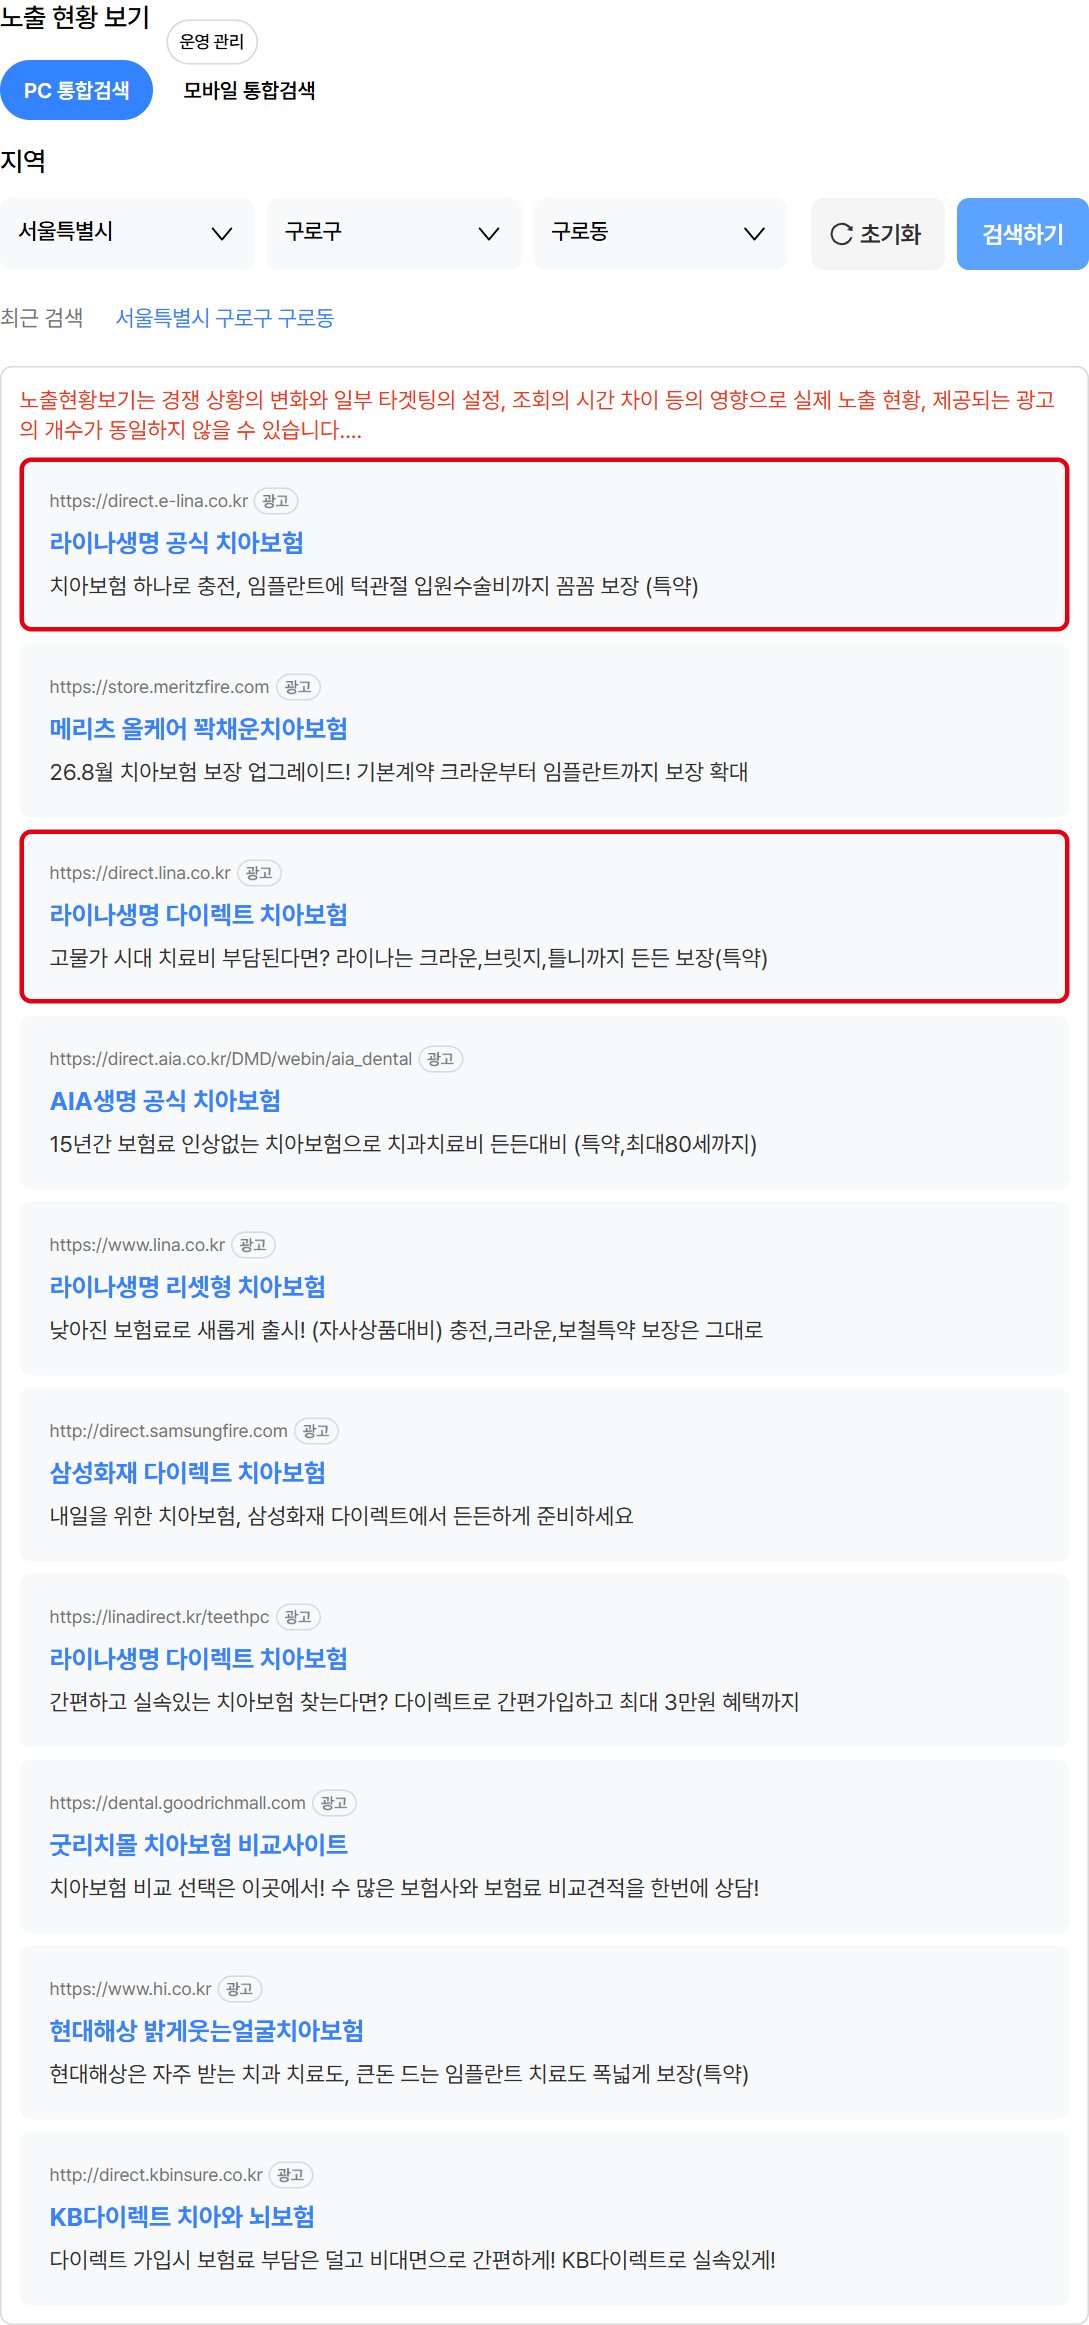 노출 현황 보기
운영 관리
PC 통합검색
모바일 통합검색
지역
서울특별시
구로구
구로동
초기화
검색하기
최근 검색
서울특별시 구로구 구로동
노출현황보기는 경쟁 상황의 변화와 일부 타겟팅의 설정, 조회의 시간 차이 등의 영향으로 실제 노출 현황, 제공되는 광고
의 개수가 동일하지 않을 수 있습니다....
https://direct.e-lina.co.kr 광고
라이나생명 공식 치아보험
치아보험 하나로 충전, 임플란트에 턱관절 입원수술비까지 꼼꼼 보장 (특약)
https://store.meritzfire.com 광고
메리츠 올케어 꽉채운치아보험
26.8월 치아보험 보장 업그레이드! 기본계약 크라운부터 임플란트까지 보장 확대
https://direct.lina.co.kr 광고
라이나생명 다이렉트 치아보험
고물가 시대 치료비 부담된다면? 라이나는 크라운,브릿지,틀니까지 든든 보장(특약)
https://direct.aia.co.kr/DMD/webin/aia_dental 광고
AIA생명 공식 치아보험
15년간 보험료 인상없는 치아보험으로 치과치료비 든든대비 (특약,최대80세까지)
https://www.lina.co.kr 광고
라이나생명 리셋형 치아보험
낮아진 보험료로 새롭게 출시! (자사상품대비) 충전,크라운,보철특약 보장은 그대로
http://direct.samsungfire.com 광고
삼성화재 다이렉트 치아보험
내일을 위한 치아보험, 삼성화재 다이렉트에서 든든하게 준비하세요
https://linadirect.kr/teethpc 광고
라이나생명 다이렉트 치아보험
간편하고 실속있는 치아보험 찾는다면? 다이렉트로 간편가입하고 최대 3만원 혜택까지
https://dental.goodrichmall.com 광고
굿리치몰 치아보험 비교사이트
치아보험 비교 선택은 이곳에서! 수 많은 보험사와 보험료 비교견적을 한번에 상담!
https://www.hi.co.kr 광고
현대해상 밝게웃는얼굴치아보험
현대해상은 자주 받는 치과 치료도, 큰돈 드는 임플란트 치료도 폭넓게 보장(특약)
http://direct.kbinsure.co.kr 광고
KB다이렉트 치아와 뇌보험
다이렉트 가입시 보험료 부담은 덜고 비대면으로 간편하게! KB다이렉트로 실속있게!